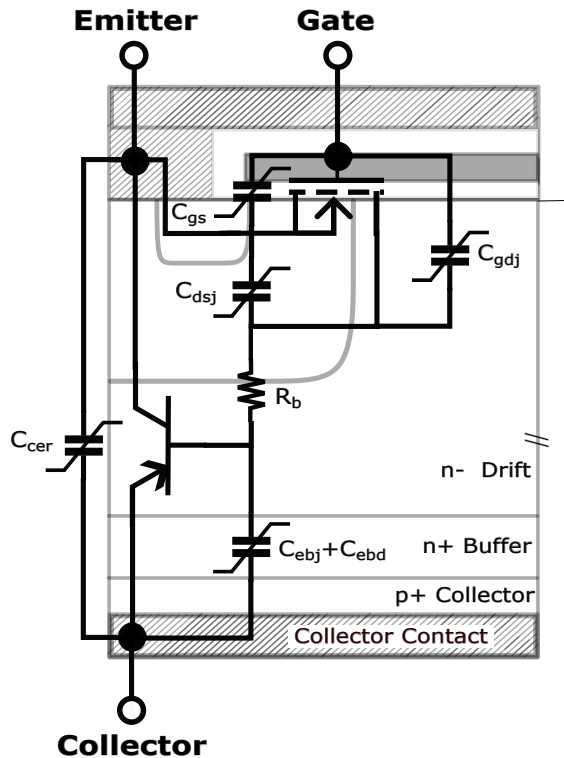 Emitter Gate
Cgs
Cgdj
Cdsj
Rb
Ccer
n- Drift
Cebj+Cebd
n+ Buffer
p+ Collector
Collector Contact
Collector